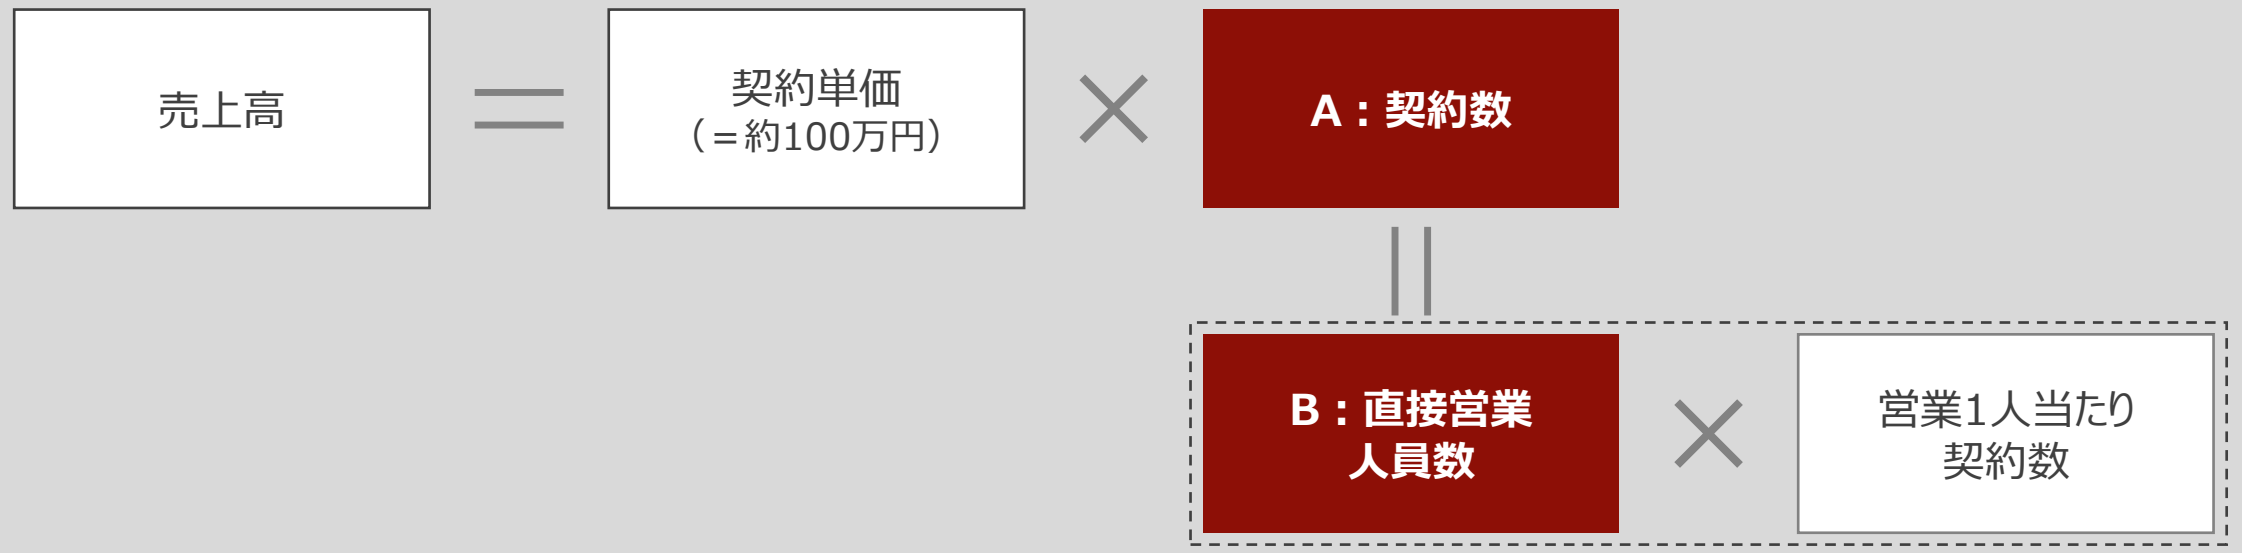 売上高
契約単価
（＝約100万円）
A：契約数
B：直接営業
人員数
営業1人当たり
契約数